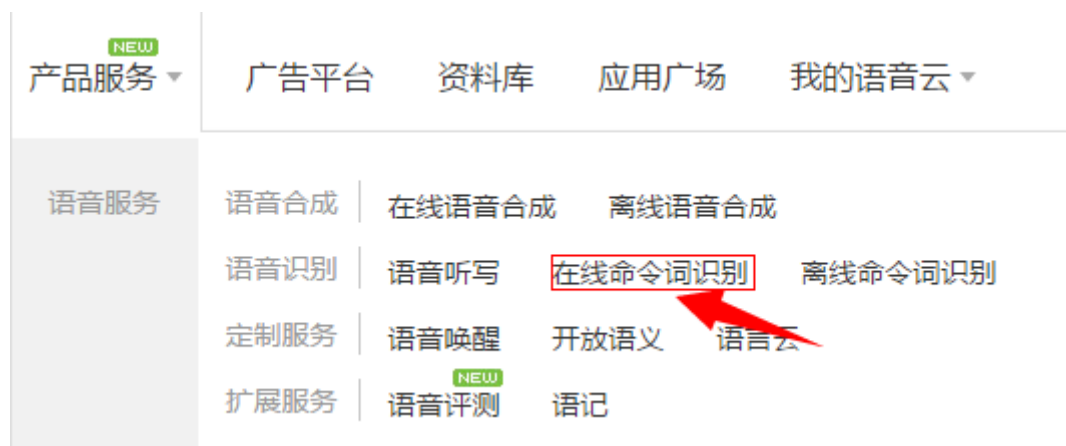 NEW
产品服务 广告平台 资料库 应用广场 我的语音云
语音服务 语音合成 在线语音合成 离线语音合成
语音识别 语音听写 在线命令词识别 离线命令词识别
定制服务 语音唤醒 开放语义 语言云
NEW
扩展服务 语音评测 语记